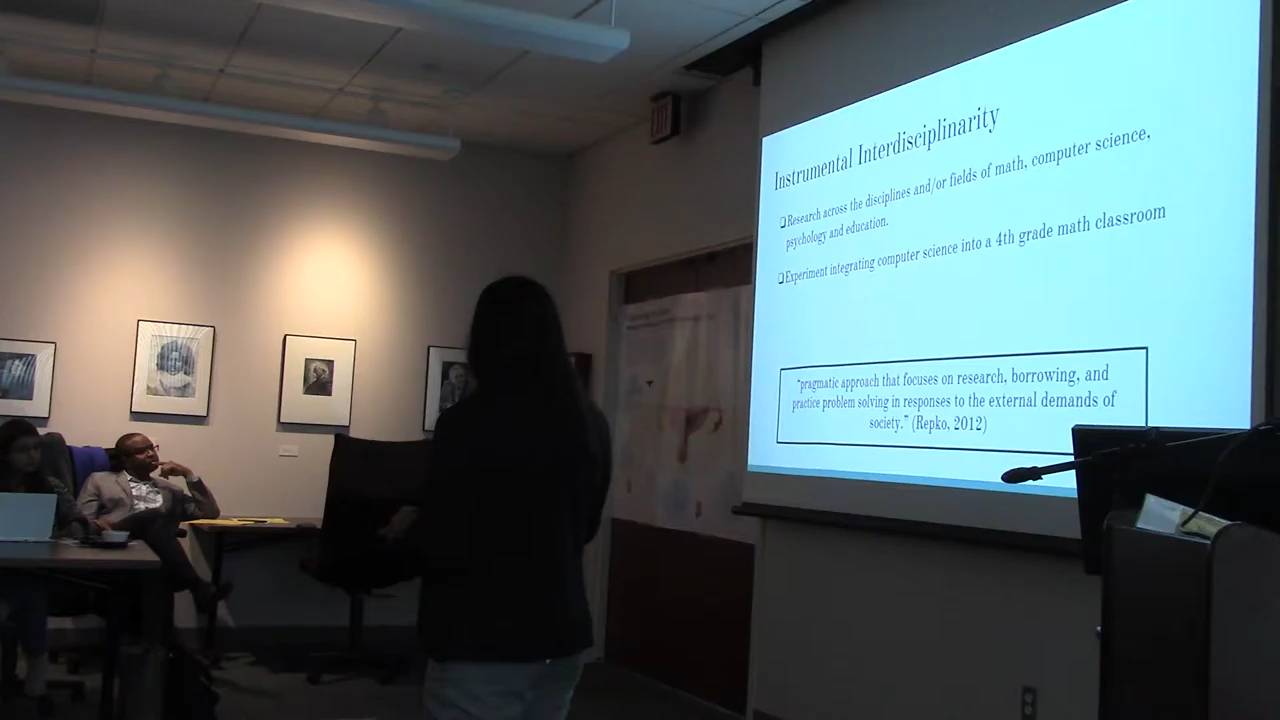 EXIT
Instrumental Interdisciplinarity
❑Research across the disciplines and/or fields of math, computer science,
psychology and education.
❑Experiment integrating computer science into a 4th grade math classroom
“pragmatic approach that focuses on research, borrowing, and
practice problem solving in responses to the external demands of
society.” (Repko, 2012)